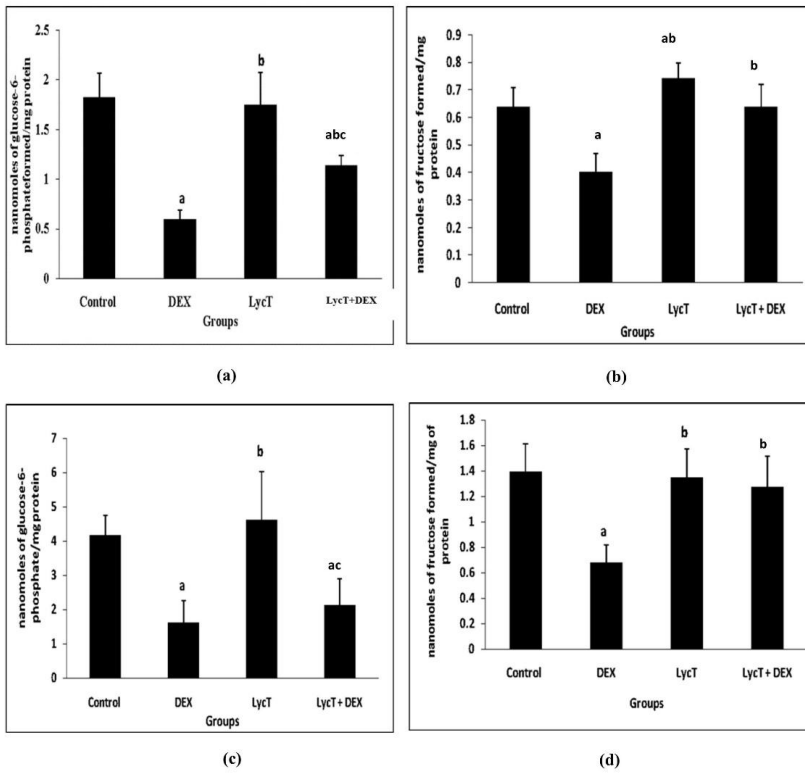 nanomoles of glucose-6-
phosphateformed/mg protein
2.5
2
1.5
1
0.5
0
a
b
abc
Control DEX LycT LycT+DEX
Groups
(a)
nanomoles of fructose formed/mg
protein
0.9
0.8
0.7
0.6
0.5
0.4
0.3
0.2
0.1
0
a
ab
b
Control DEX LycT LycT + DEX
Groups
(b)
nanomoles of glucose-6-
phosphate/mg protein
7
6
5
4
3
2
1
0
a
b
ac
Control DEX LycT LycT + DEX
Groups
(c)
nanomoles of fructose formed/mg of
protein
1.8
1.6
1.4
1.2
1
0.8
0.6
0.4
0.2
0
a
b
b
Control DEX LycT LycT + DEX
Groups
(d)